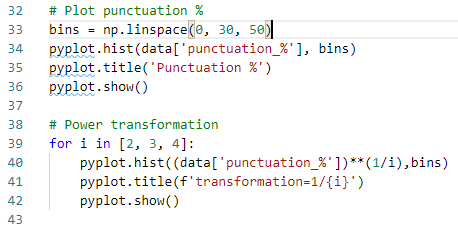 32 # Plot punctuation %
33 bins = np.linspace(0, 30, 50)
34 pyplot.hist(data['punctuation_%'], bins)
35 pyplot.title('Punctuation %')
36 pyplot.show()
37
38 # Power transformation
39 for i in [2, 3, 4]:
40     pyplot.hist((data['punctuation_%'])**(1/i),bins)
41     pyplot.title(f'transformation=1/{i}')
42     pyplot.show()
43